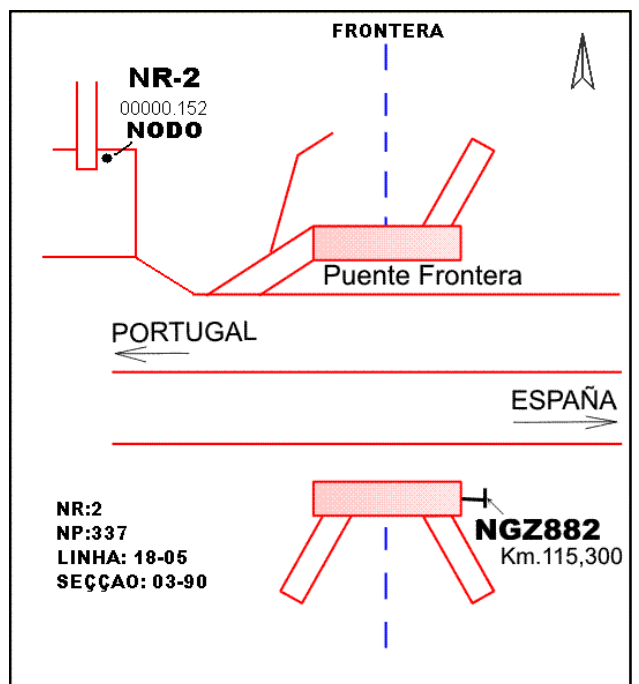 FRONTERA
NR-2
00000.152
NODO
Puente Frontera
PORTUGAL
ESPAÑA
NR:2
NP:337
LINHA: 18-05
SEÇÇAO: 03-90
NGZ882
Km.115,300